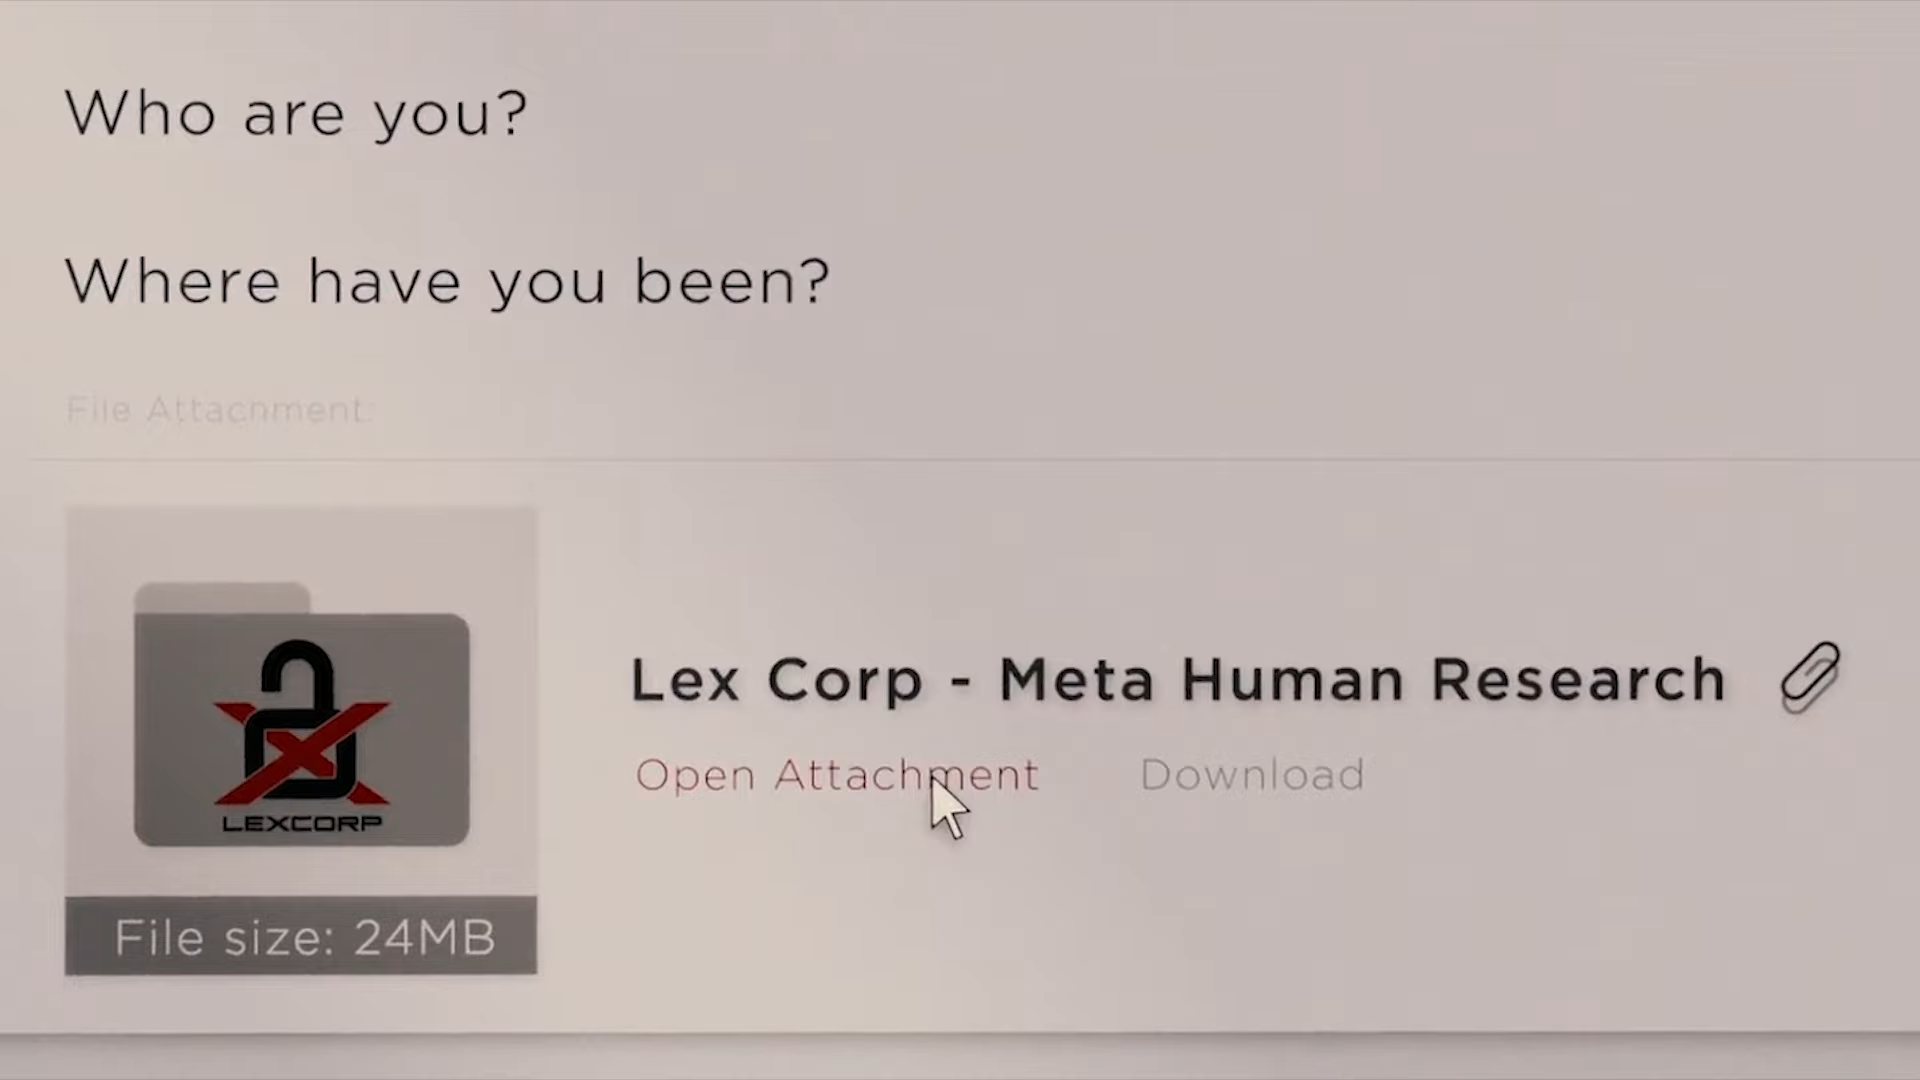 Who are you?
Where have you been?
File Attachment:
LEXCORP
Lex Corp - Meta Human Research
Open Attachment
Download
File size: 24MB